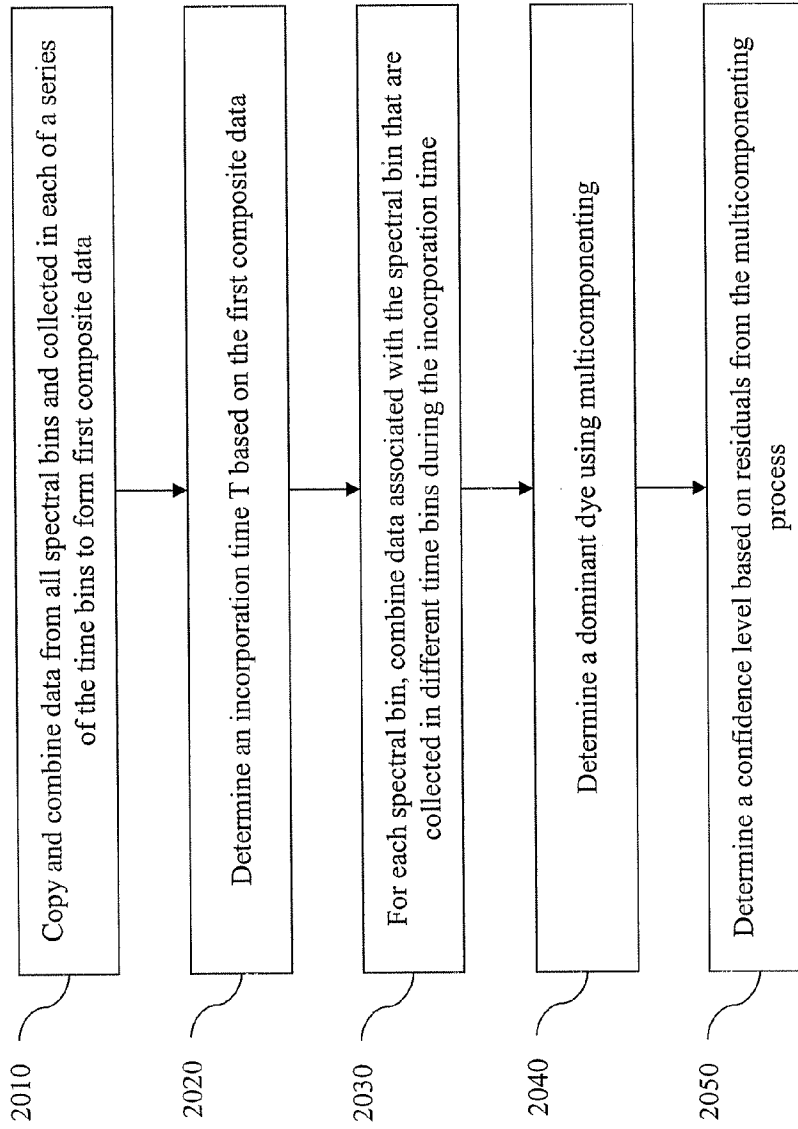 2010
Copy and combine data from all spectral bins and collected in each of a series
of the time bins to form first composite data
2020
Determine an incorporation time T based on the first composite data
2030
For each spectral bin, combine data associated with the spectral bin that are
collected in different time bins during the incorporation time
2040
Determine a dominant dye using multicomponenting
2050
Determine a confidence level based on residuals from the multicomponenting
process